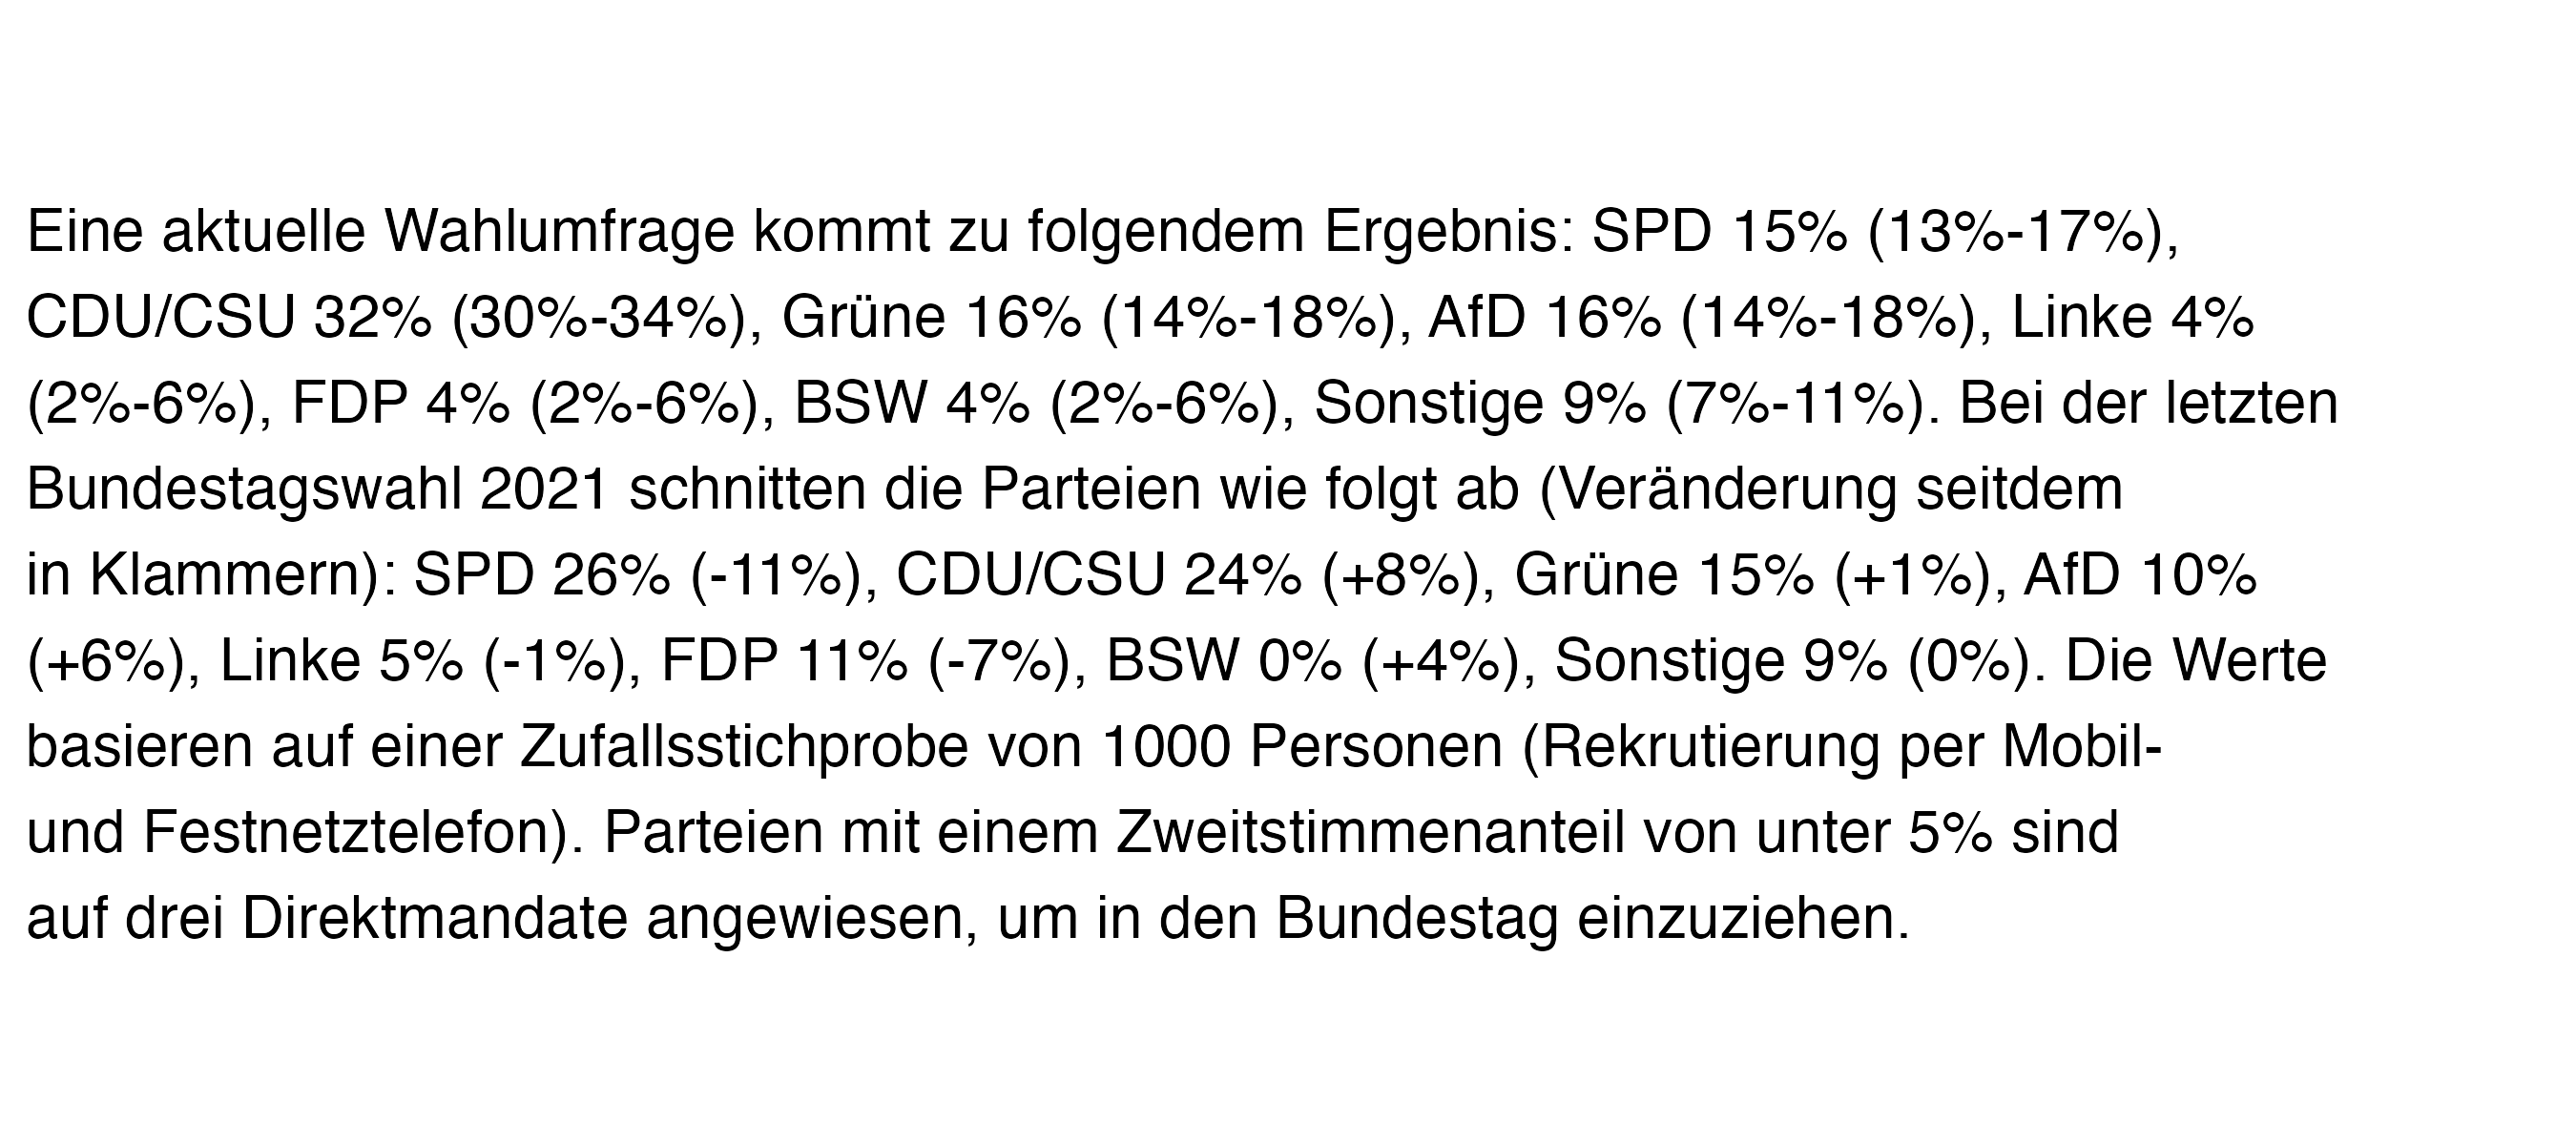 Eine aktuelle Wahlumfrage kommt zu folgendem Ergebnis: SPD 15% (13%-17%),
CDU/CSU 32% (30%-34%), Grüne 16% (14%-18%), AfD 16% (14%-18%), Linke 4%
(2%-6%), FDP 4% (2%-6%), BSW 4% (2%-6%), Sonstige 9% (7%-11%). Bei der letzten
Bundestagswahl 2021 schnitten die Parteien wie folgt ab (Veränderung seitdem
in Klammern): SPD 26% (-11%), CDU/CSU 24% (+8%), Grüne 15% (+1%), AfD 10%
(+6%), Linke 5% (-1%), FDP 11% (-7%), BSW 0% (+4%), Sonstige 9% (0%). Die Werte
basieren auf einer Zufallsstichprobe von 1000 Personen (Rekrutierung per Mobil-
und Festnetztelefon). Parteien mit einem Zweitstimmenanteil von unter 5% sind
auf drei Direktmandate angewiesen, um in den Bundestag einzuziehen.